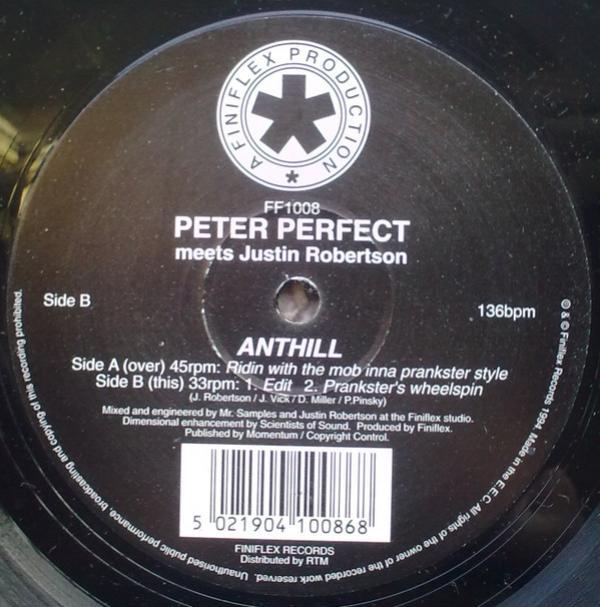 A FINIFLEX PRODUCTION
FF1008
PETER PERFECT
meets Justin Robertson
Side B
136bpm
ANTHILL
Side A (over) 45rpm: Ridin with the mob inna prankster style
Side B (this) 33rpm: 1. Edit 2. Prankster's wheelspin
(J. Robertson / J. Vick / D. Miller / P.Pinsky)
Mixed and engineered by Mr. Samples and Justin Robertson at the Finiflex studio.
Dimensional enhancement by Scientists of Sound. Produced by Finiflex.
Published by Momentum / Copyright Control.
5 021904 100868
FINIFLEX RECORDS
Distributed by RTM
℗ & © Finiflex Records 1994. Made in the E.E.C. All rights of the owner of the recorded work reserved. Unauthorised public performance broadcasting and copying of this recording prohibited.